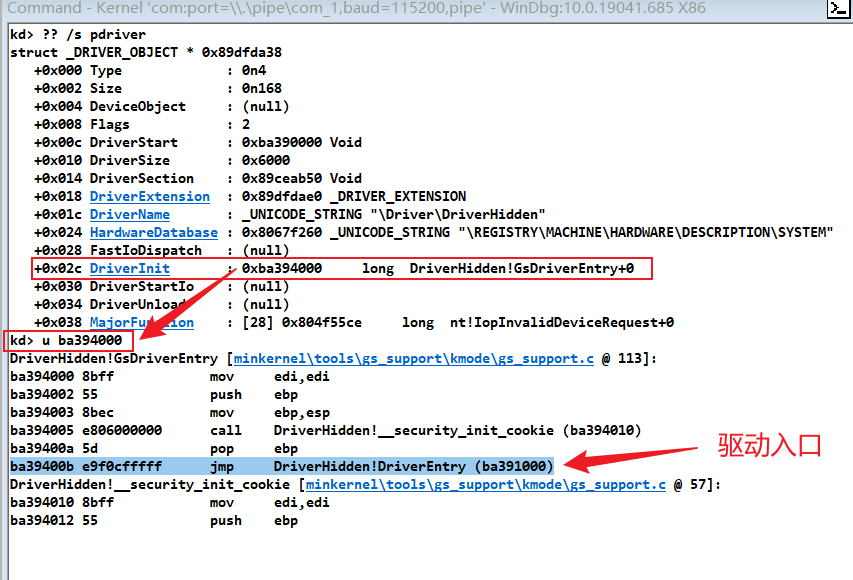 Command - Kernel 'com:port=\\.\pipe\com_1,baud=115200,pipe' - WinDbg:10.0.19041.685 X86
kd> ?? /s pdriver
struct _DRIVER_OBJECT * 0x89dfda38
+0x000 Type : 0n4
+0x002 Size : 0n168
+0x004 DeviceObject : (null)
+0x008 Flags : 2
+0x00c DriverStart : 0xba390000 Void
+0x010 DriverSize : 0x6000
+0x014 DriverSection : 0x89ceab50 Void
+0x018 DriverExtension : 0x89dfdae0 _DRIVER_EXTENSION
+0x01c DriverName : _UNICODE_STRING "\Driver\DriverHidden"
+0x024 HardwareDatabase : 0x8067f260 _UNICODE_STRING "\REGISTRY\MACHINE\HARDWARE\DESCRIPTION\SYSTEM"
+0x028 FastIoDispatch : (null)
+0x02c DriverInit : 0xba394000 long DriverHidden!GsDriverEntry+0
+0x030 DriverStartIo : (null)
+0x034 DriverUnload : (null)
+0x038 MajorFunction : [28] 0x804f55ce long nt!IopInvalidDeviceRequest+0
kd> u ba394000
DriverHidden!GsDriverEntry [minkernel\tools\gs_support\kmode\gs_support.c @ 113]:
ba394000 8bff mov edi,edi
ba394002 55 push ebp
ba394003 8bec mov ebp,esp
ba394005 e806000000 call DriverHidden!__security_init_cookie (ba394010)
ba39400a 5d pop ebp
ba39400b e9f0cfffff jmp DriverHidden!DriverEntry (ba391000)
驱动入口
DriverHidden!__security_init_cookie [minkernel\tools\gs_support\kmode\gs_support.c @ 57]:
ba394010 8bff mov edi,edi
ba394012 55 push ebp